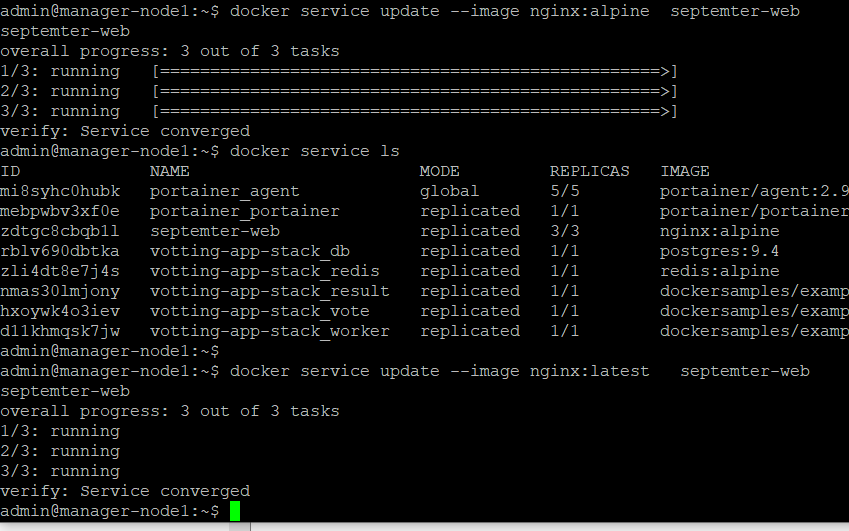 admin@manager-node1:~$ docker service update --image nginx:alpine  septemter-web
septemter-web
overall progress: 3 out of 3 tasks
1/3: running   [==================================================>]
2/3: running   [==================================================>]
3/3: running   [==================================================>]
verify: Service converged
admin@manager-node1:~$ docker service ls
ID             NAME                       MODE         REPLICAS   IMAGE
mi8syhc0hubk   portainer_agent            global       5/5        portainer/agent:2.9
mebpwbv3xf0e   portainer_portainer        replicated   1/1        portainer/portainer
zdtgc8cbqb1l   septemter-web              replicated   3/3        nginx:alpine
rblv690dbtka   votting-app-stack_db       replicated   1/1        postgres:9.4
zli4dt8e7j4s   votting-app-stack_redis    replicated   1/1        redis:alpine
nmas30lmjony   votting-app-stack_result   replicated   1/1        dockersamples/examp
hxoywk4o3iev   votting-app-stack_vote     replicated   1/1        dockersamples/examp
d11khmqsk7jw   votting-app-stack_worker   replicated   1/1        dockersamples/examp
admin@manager-node1:~$
admin@manager-node1:~$ docker service update --image nginx:latest   septemter-web
septemter-web
overall progress: 3 out of 3 tasks
1/3: running
2/3: running
3/3: running
verify: Service converged
admin@manager-node1:~$